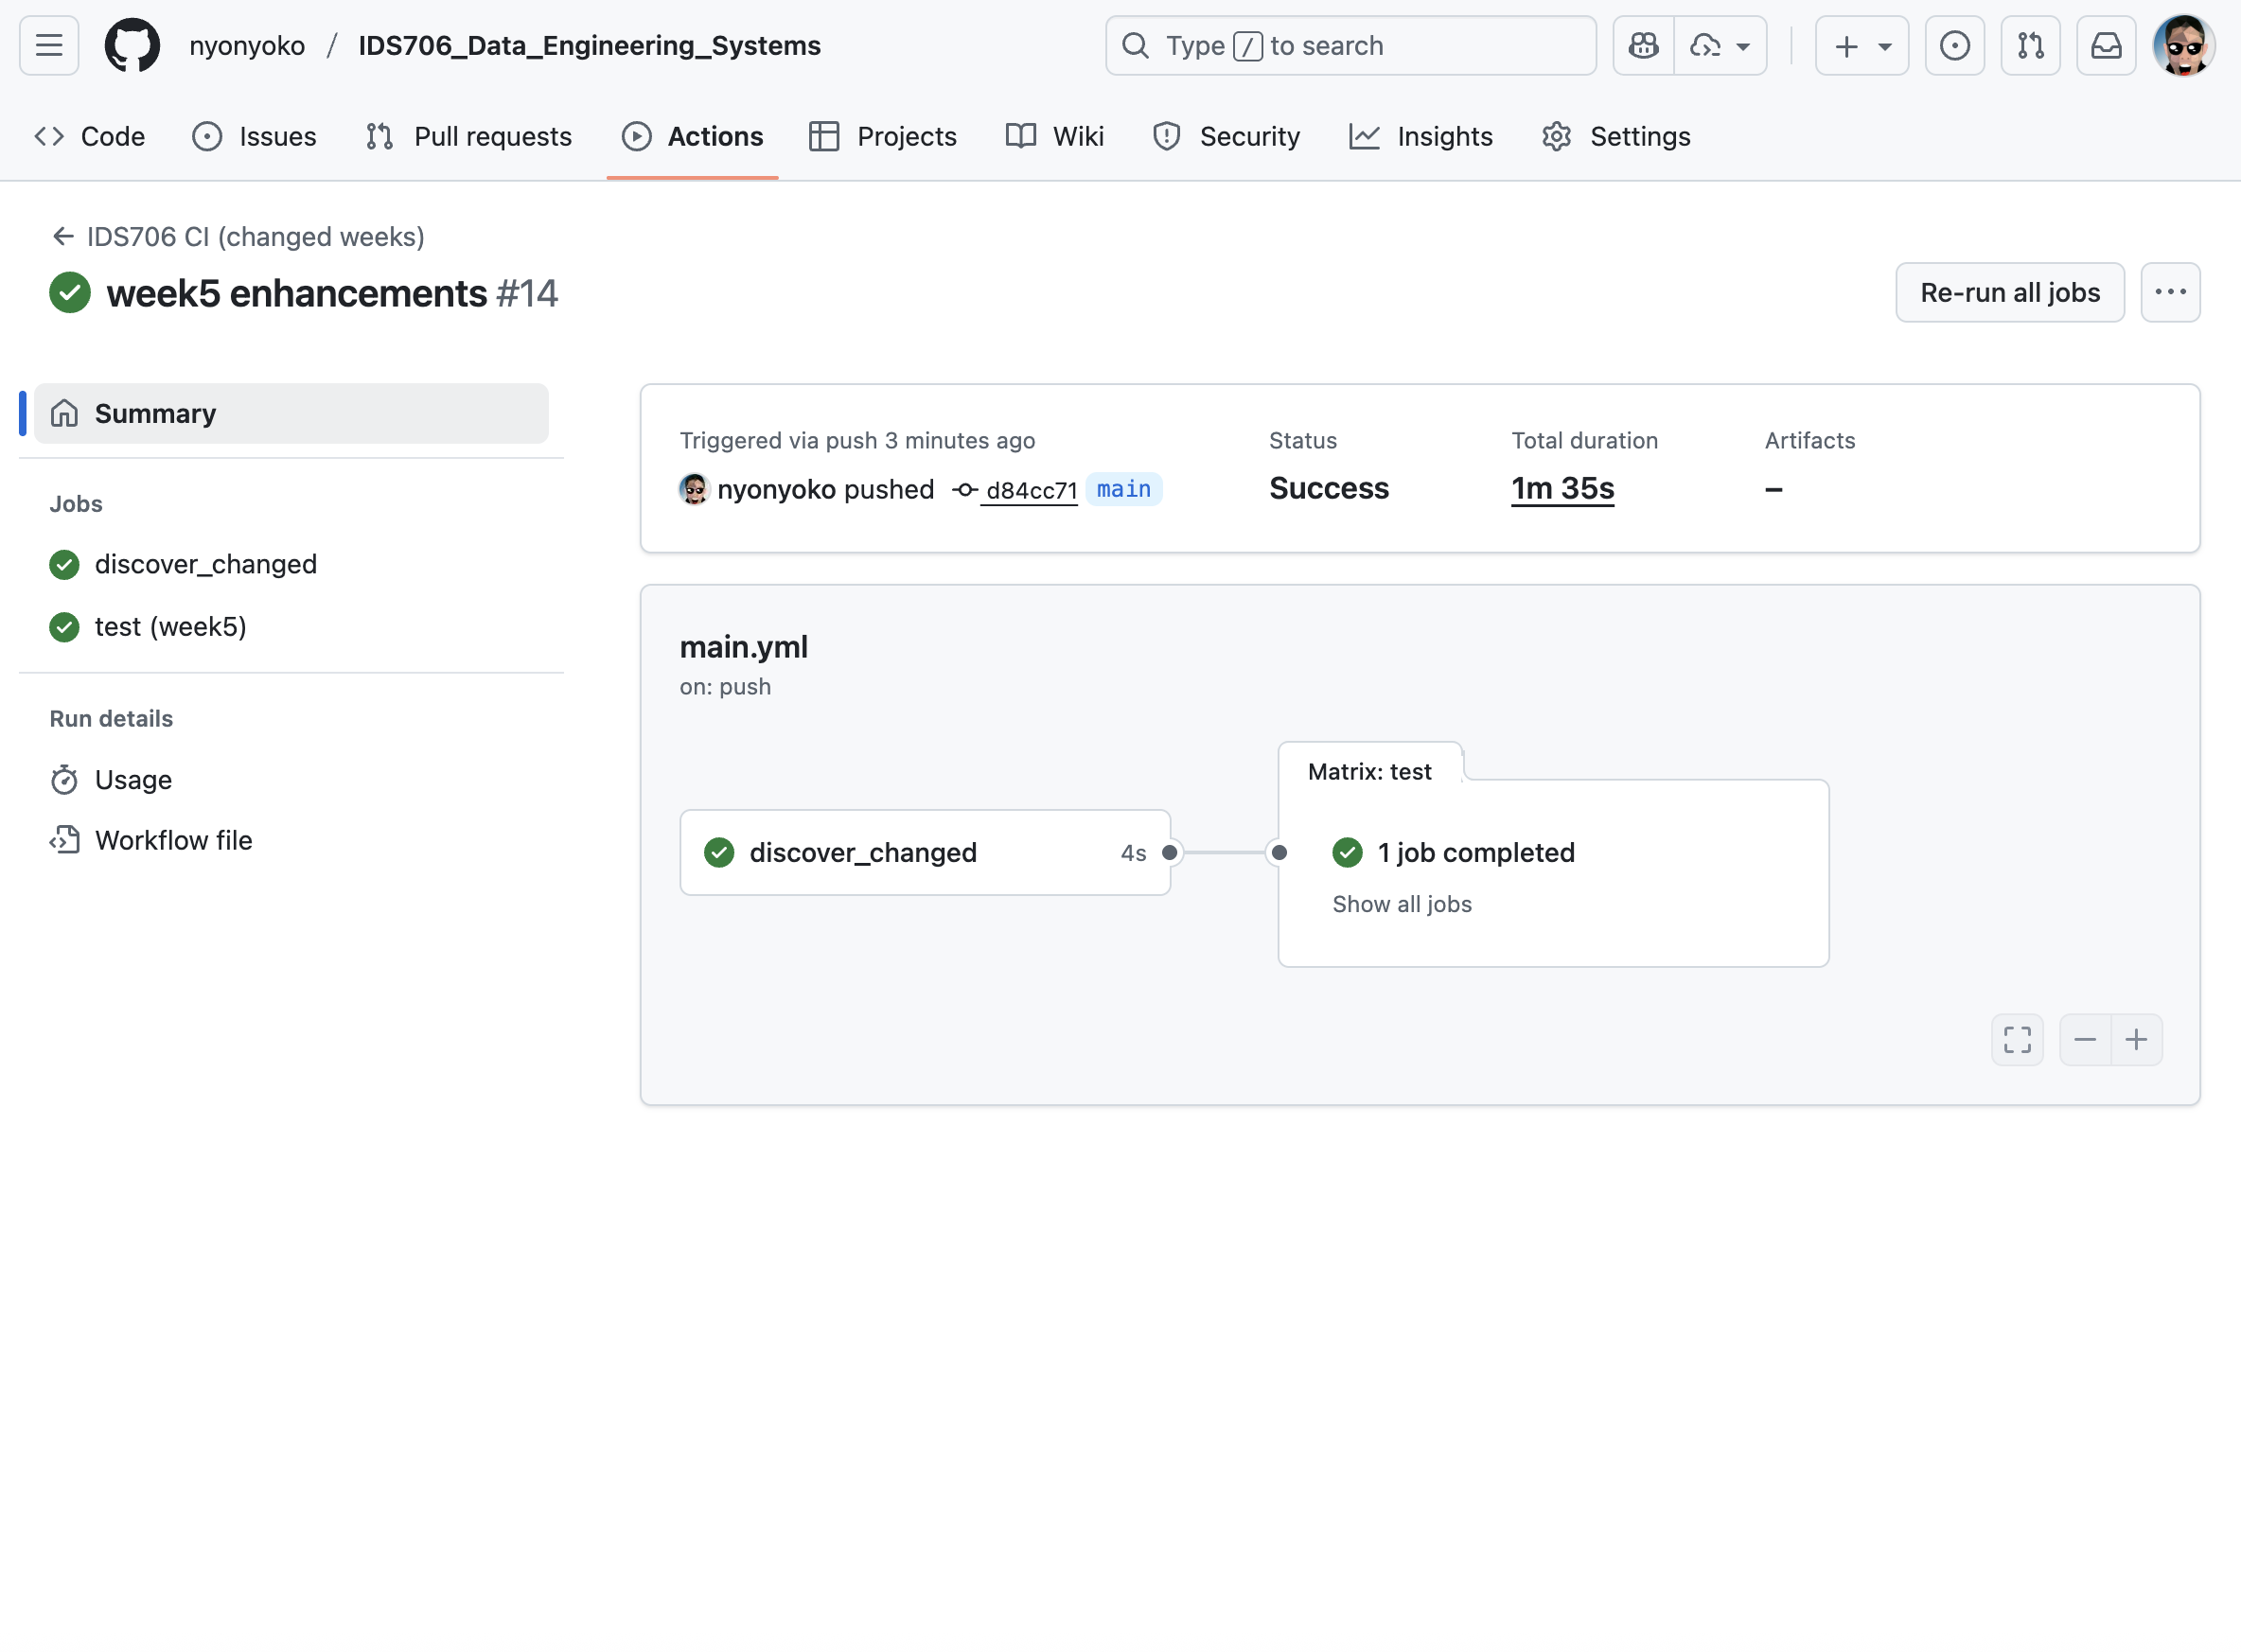 nyonyoko / IDS706_Data_Engineering_Systems
Type / to search
Code Issues Pull requests Actions Projects Wiki Security Insights Settings
IDS706 CI (changed weeks)
week5 enhancements #14
Re-run all jobs
Summary
Jobs
discover_changed
test (week5)
Run details
Usage
Workflow file
Triggered via push 3 minutes ago
nyonyoko pushed d84cc71 main
Status
Success
Total duration
1m 35s
Artifacts
–
main.yml
on: push
discover_changed 4s
Matrix: test
1 job completed
Show all jobs